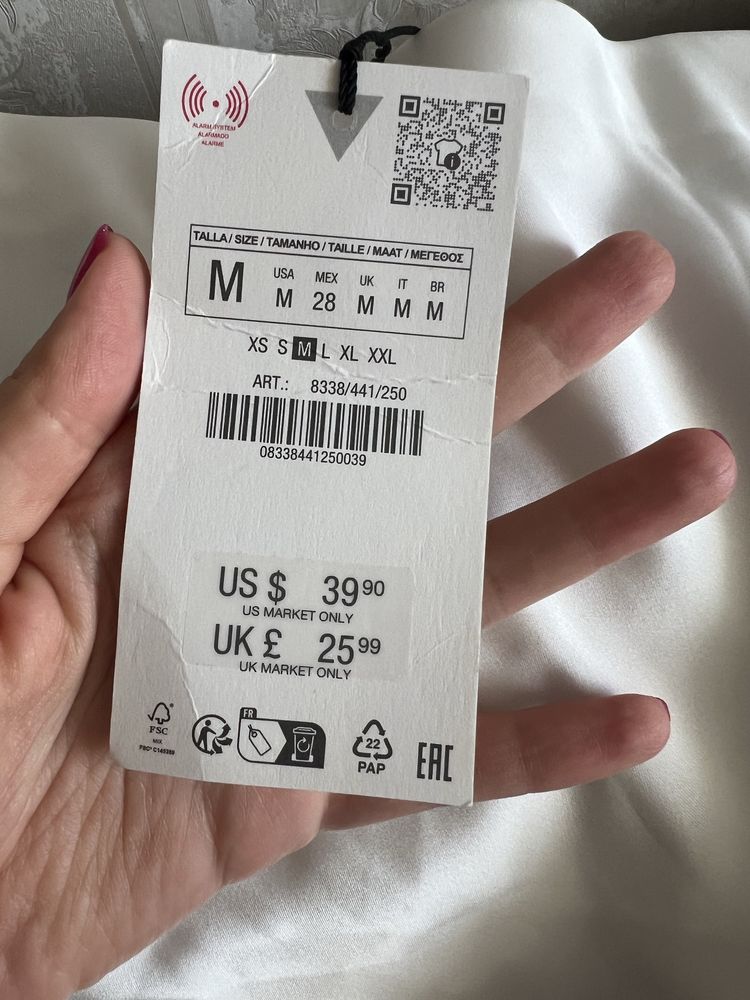 ALARM SYSTEM
ALARMADO
ALARME
TALLA / SIZE / TAMANHO / TAILLE / MAAT / ΜΕΓΕΘΟΣ
M
USA MEX UK IT BR
M 28 M M M
XS S M L XL XXL
ART.: 8338/441/250
08338441250039
US $ 39 90
US MARKET ONLY
UK £ 25 99
UK MARKET ONLY
FSC
MIX
FR
22
PAP
EAC